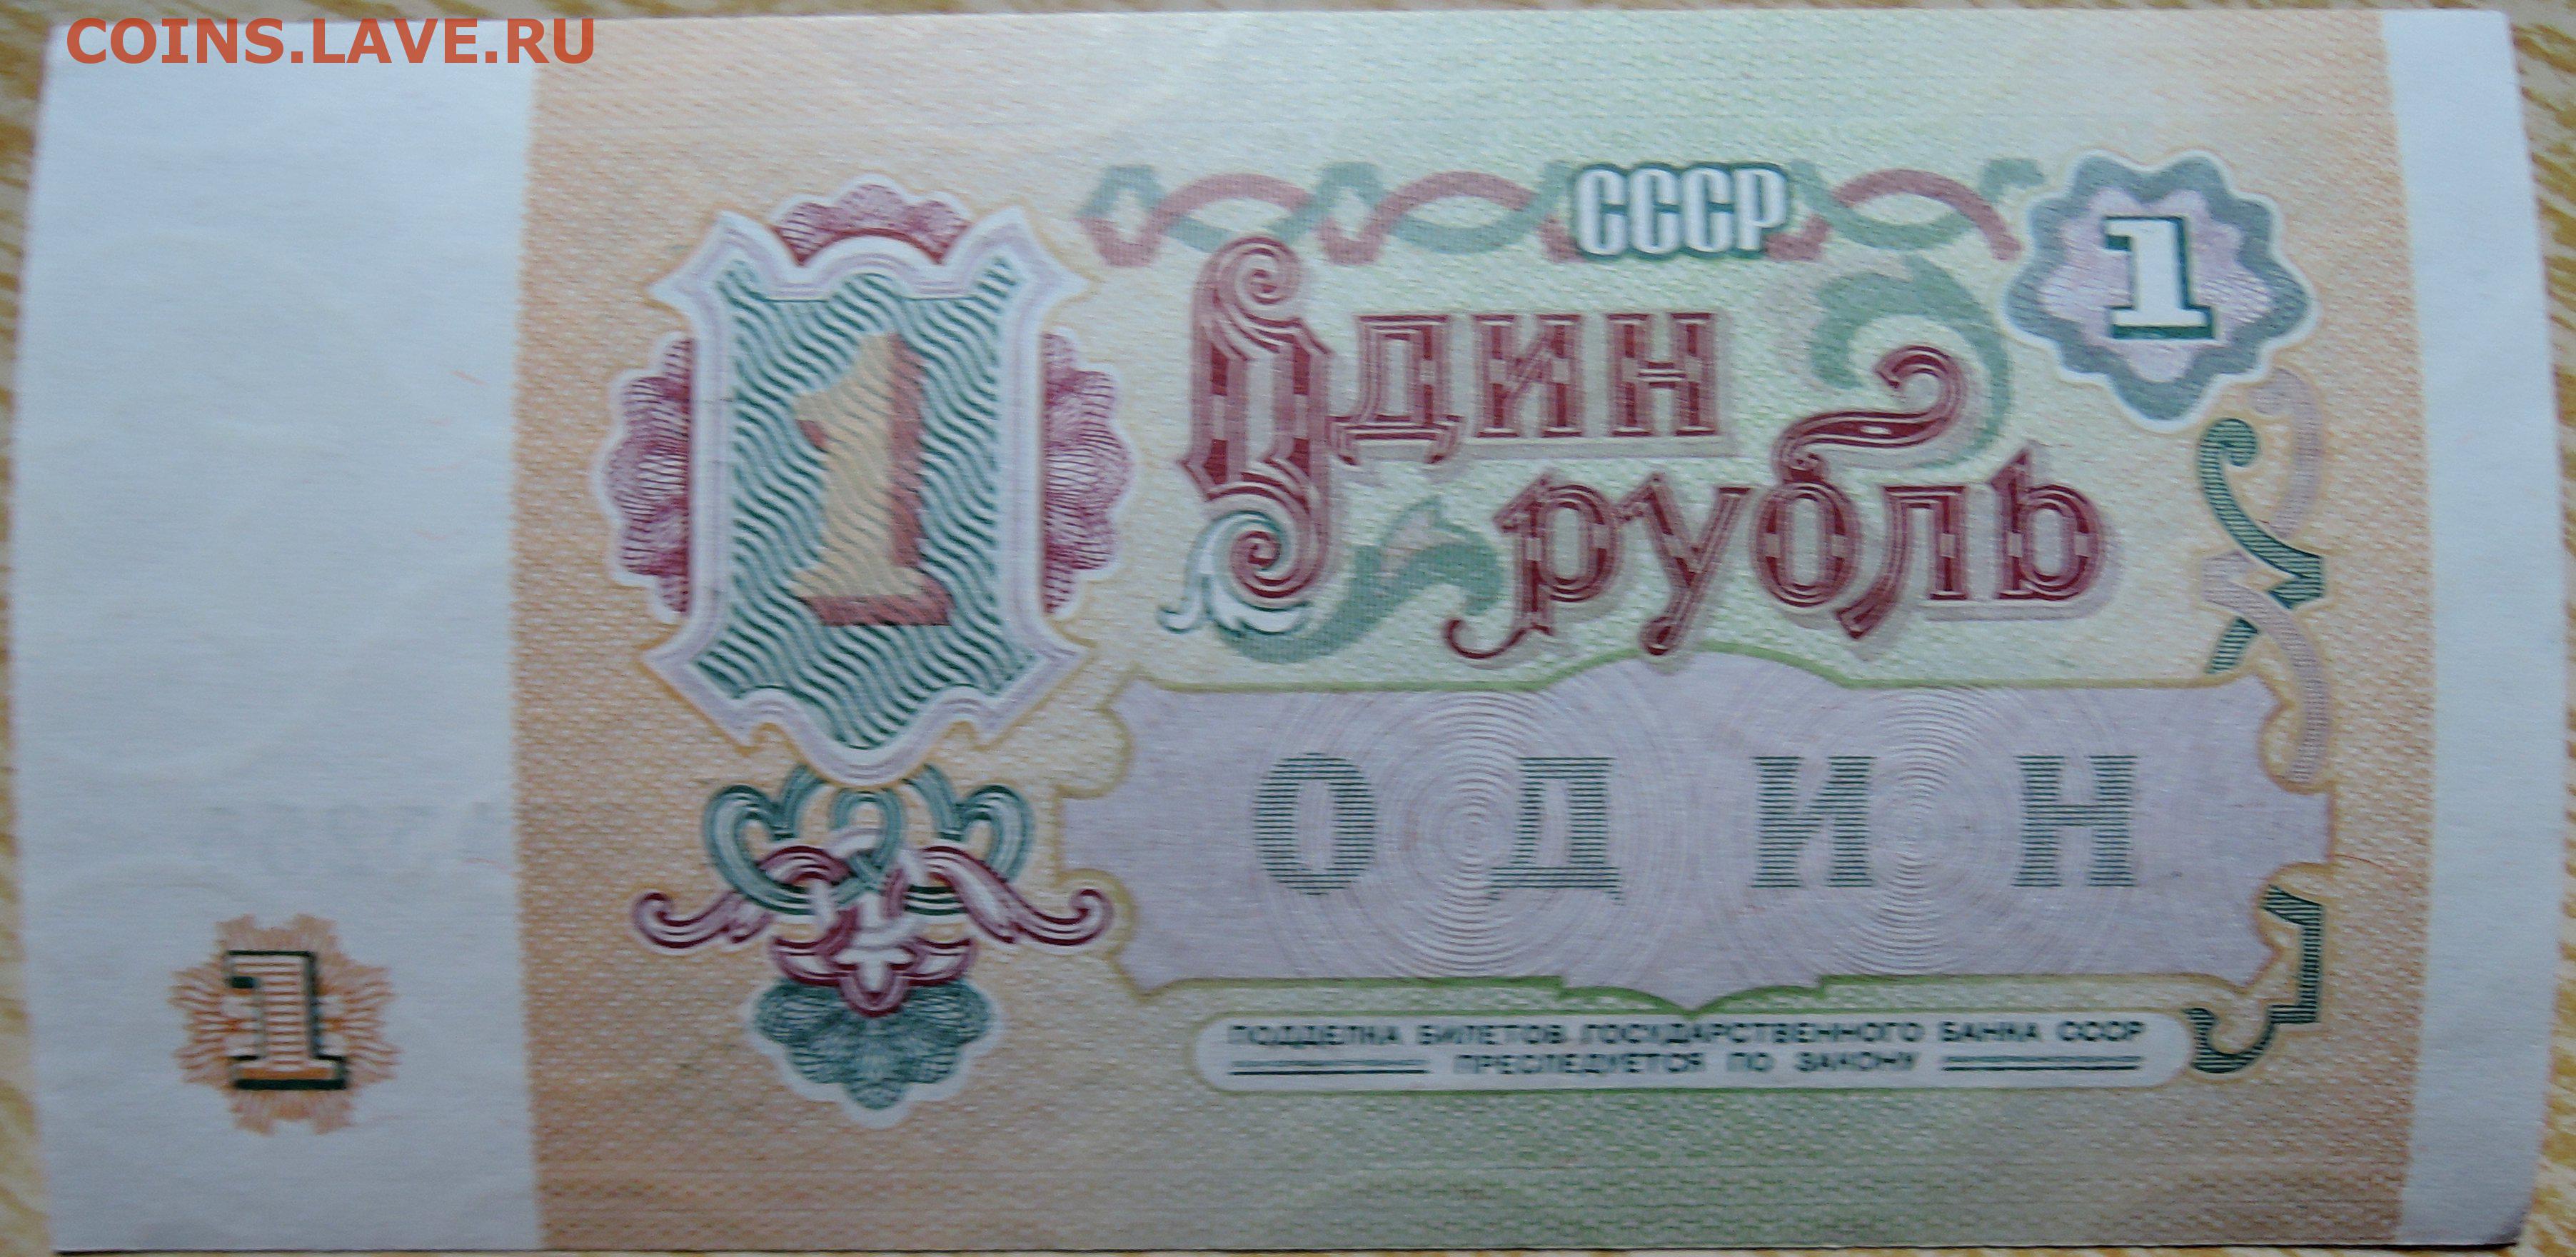 COINS.LAVE.RU
СССР
1
1
Один
рубль
ОДИН
1
ПОДДЕЛКА БИЛЕТОВ ГОСУДАРСТВЕННОГО БАНКА СССР
ПРЕСЛЕДУЕТСЯ ПО ЗАКОНУ